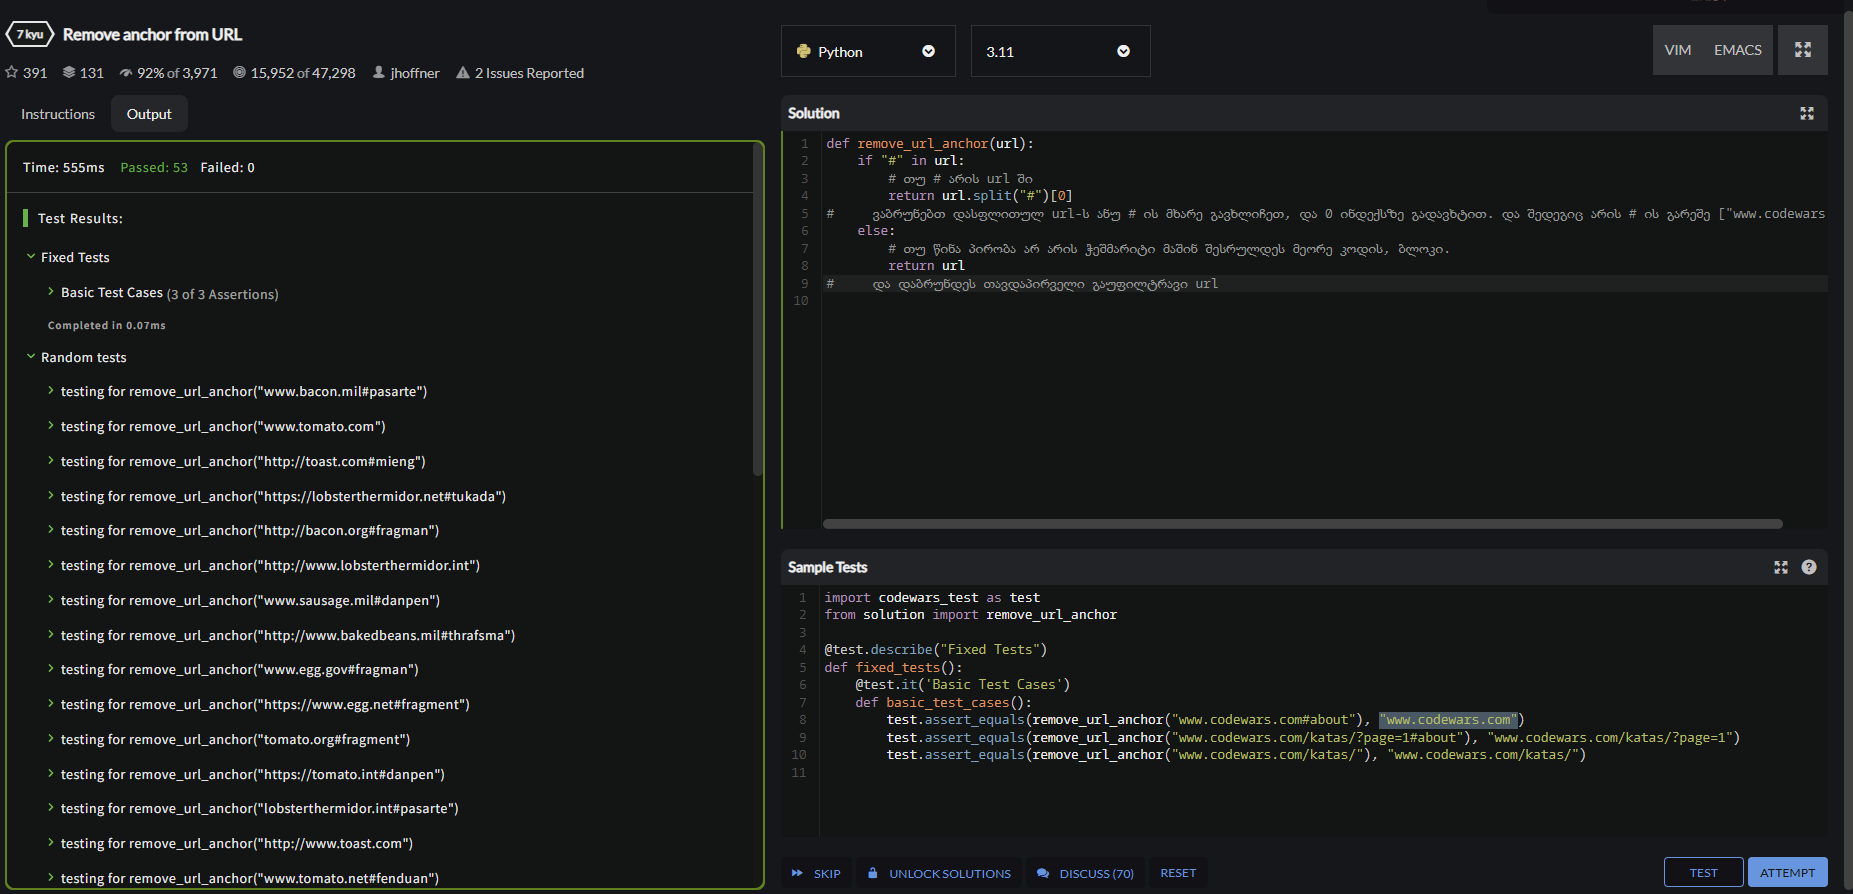 7 kyu Remove anchor from URL
391 131 92% of 3,971 15,952 of 47,298 jhoffner 2 Issues Reported
Instructions Output
Time: 555ms Passed: 53 Failed: 0
Test Results:
Fixed Tests
Basic Test Cases (3 of 3 Assertions)
Completed in 0.07ms
Random tests
testing for remove_url_anchor("www.bacon.mil#pasarte")
testing for remove_url_anchor("www.tomato.com")
testing for remove_url_anchor("http://toast.com#mieng")
testing for remove_url_anchor("https://lobsterthermidor.net#tukada")
testing for remove_url_anchor("http://bacon.org#fragman")
testing for remove_url_anchor("http://www.lobsterthermidor.int")
testing for remove_url_anchor("www.sausage.mil#danpen")
testing for remove_url_anchor("http://www.bakedbeans.mil#thrafsma")
testing for remove_url_anchor("www.egg.gov#fragman")
testing for remove_url_anchor("https://www.egg.net#fragment")
testing for remove_url_anchor("tomato.org#fragment")
testing for remove_url_anchor("https://tomato.int#danpen")
testing for remove_url_anchor("lobsterthermidor.int#pasarte")
testing for remove_url_anchor("http://www.toast.com")
testing for remove_url_anchor("www.tomato.net#fenduan")
Python 3.11 VIM EMACS
Solution
1 def remove_url_anchor(url):
2 if "#" in url:
3 # თუ # არის url ში
4 return url.split("#")[0]
5 # ვაბრუნებთ დასფლითულ url-ს ანუ # ის მხარე გავხლიჩეთ, და 0 ინდექსზე გადავხტით. და შედეგიც არის # ის გარეშე ["www.codewars
6 else:
7 # თუ წინა პირობა არ არის ჭეშმარიტი მაშინ შესრულდეს მეორე კოდის, ბლოკი.
8 return url
9 # და დაბრუნდეს თავდაპირველი გაუფილტრავი url
10
Sample Tests
1 import codewars_test as test
2 from solution import remove_url_anchor
3
4 @test.describe("Fixed Tests")
5 def fixed_tests():
6 @test.it('Basic Test Cases')
7 def basic_test_cases():
8 test.assert_equals(remove_url_anchor("www.codewars.com#about"), "www.codewars.com")
9 test.assert_equals(remove_url_anchor("www.codewars.com/katas/?page=1#about"), "www.codewars.com/katas/?page=1")
10 test.assert_equals(remove_url_anchor("www.codewars.com/katas/"), "www.codewars.com/katas/")
11
SKIP UNLOCK SOLUTIONS DISCUSS (70) RESET TEST ATTEMPT